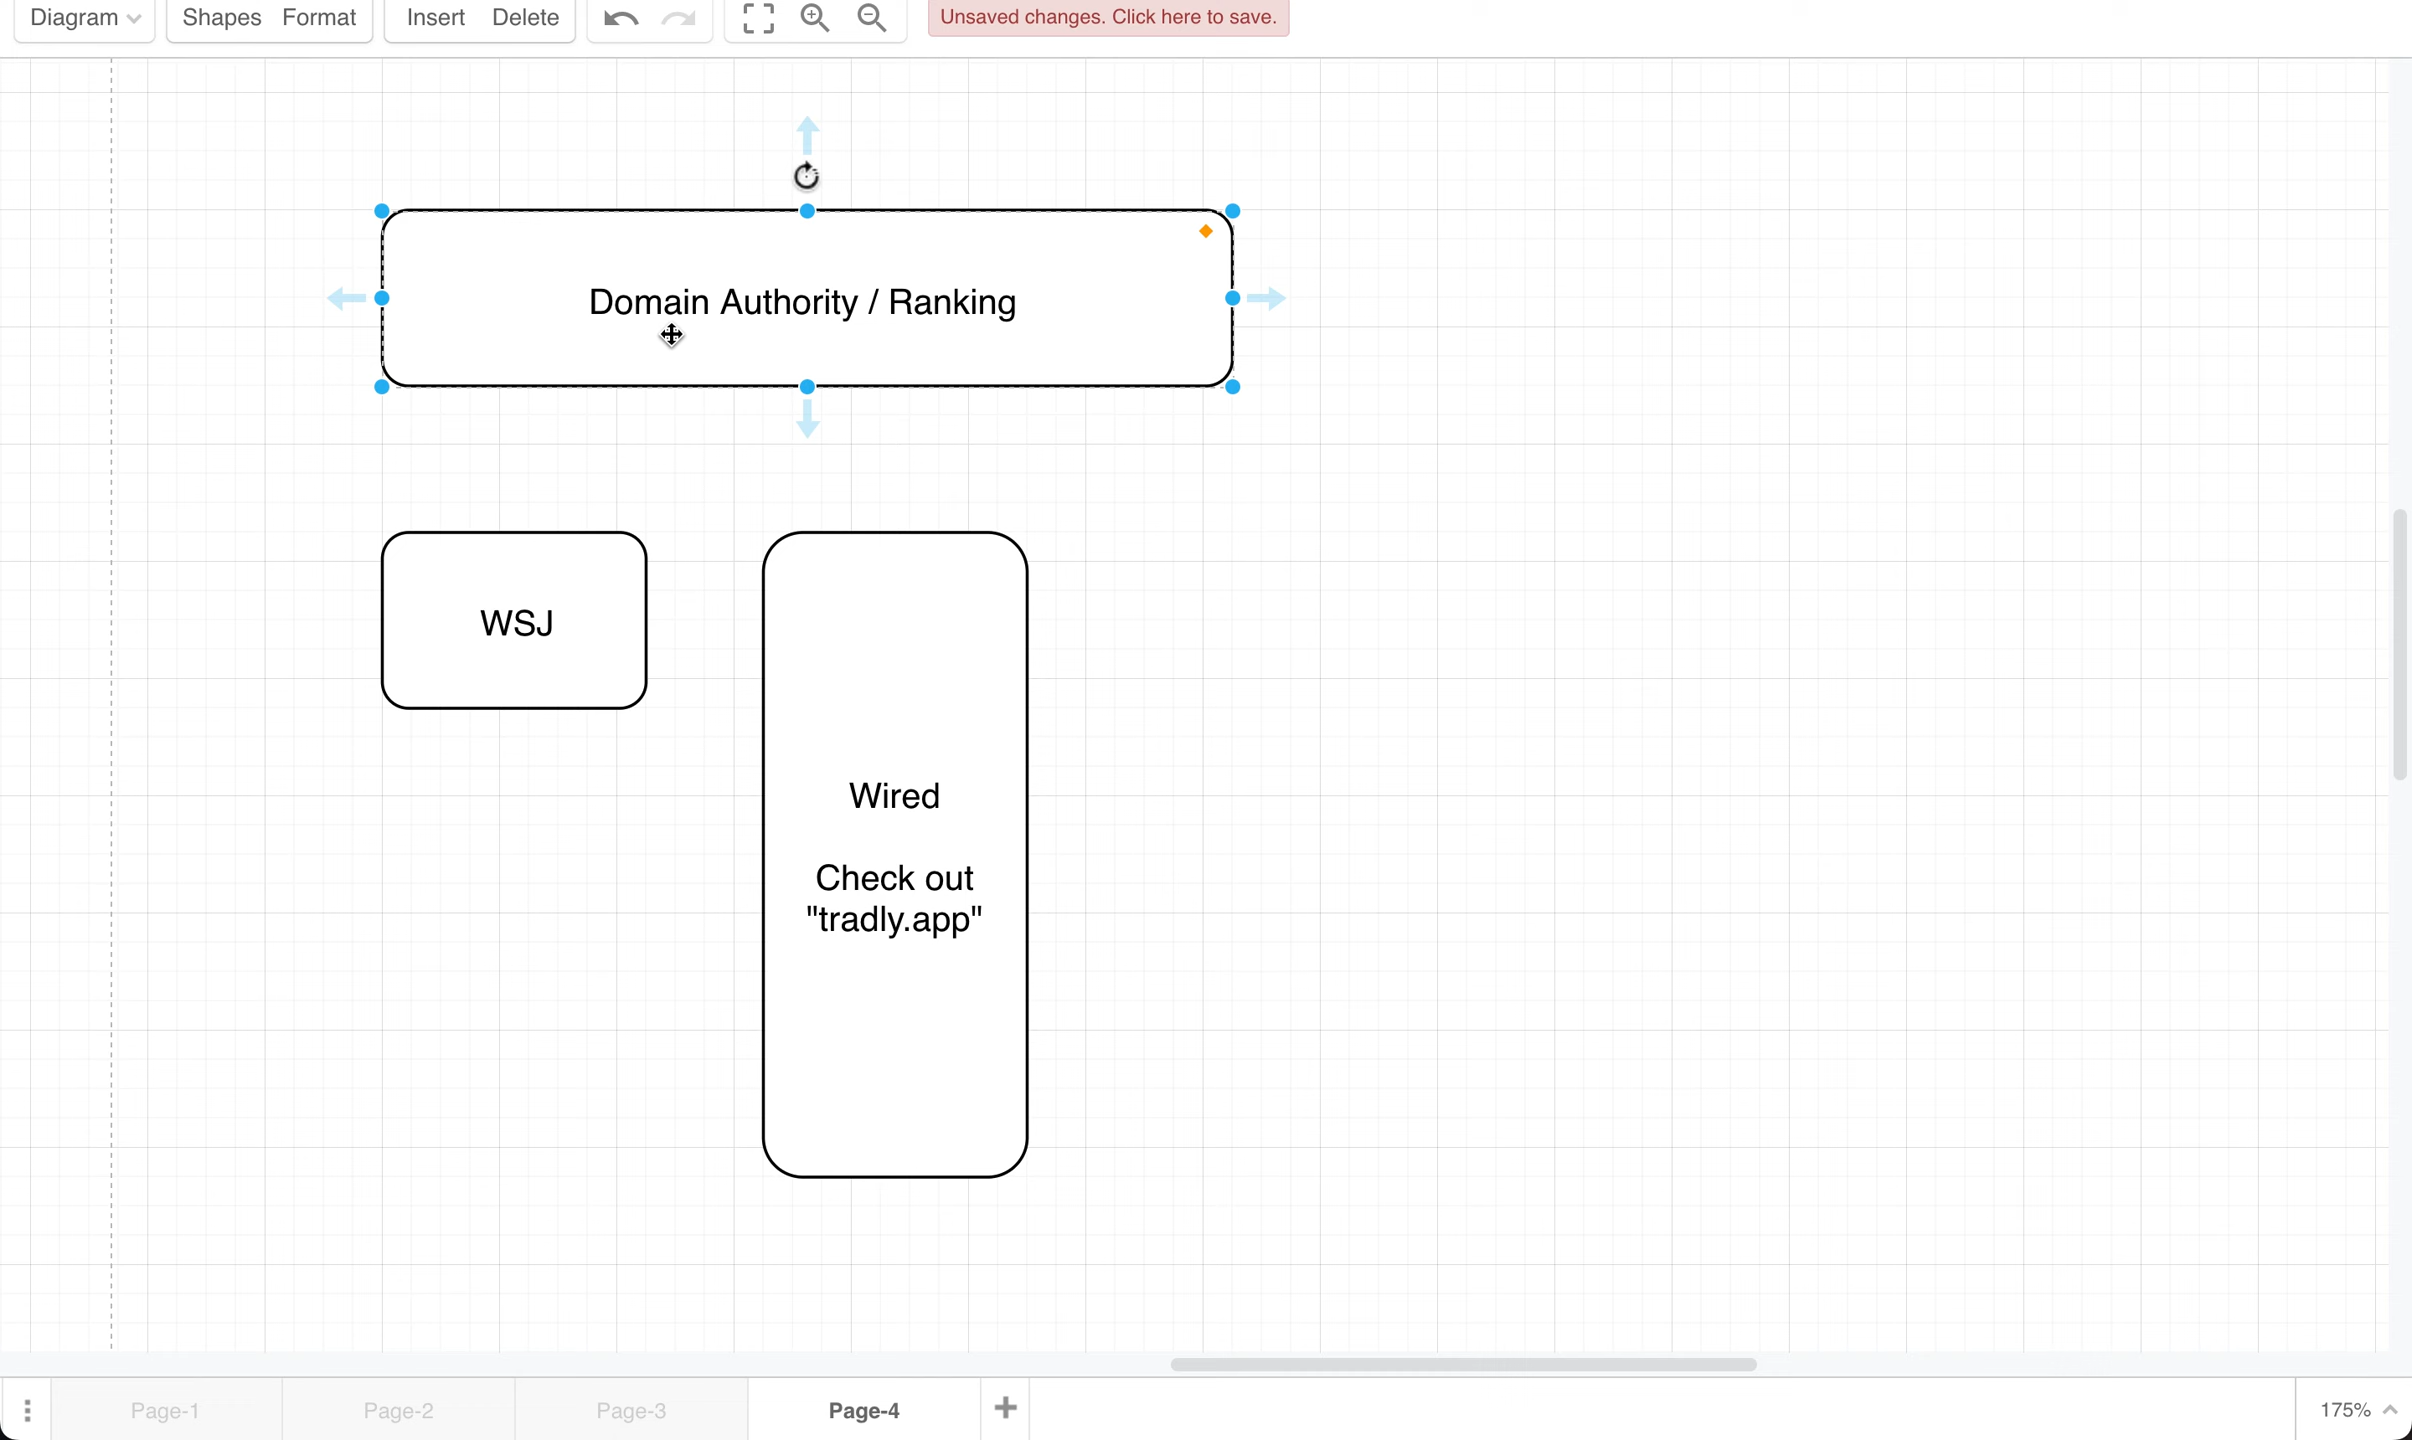 Diagram
Shapes
Format
Insert
Delete
Unsaved changes. Click here to save.
Domain Authority / Ranking
WSJ
Wired
Check out
"tradly.app"
Page-1
Page-2
Page-3
Page-4
175%